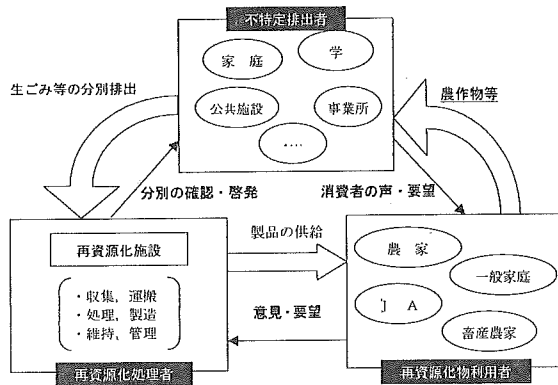 不特定排出者
家 庭
学
公共施設
事業所
‥‥
生ごみ等の分別排出
農作物等
分別の確認・啓発
消費者の声・要望
再資源化施設
・収集, 運搬
・処理, 製造
・維持, 管理
再資源化処理者
製品の供給
意見・要望
農 家
一般家庭
J A
畜産農家
再資源化物利用者